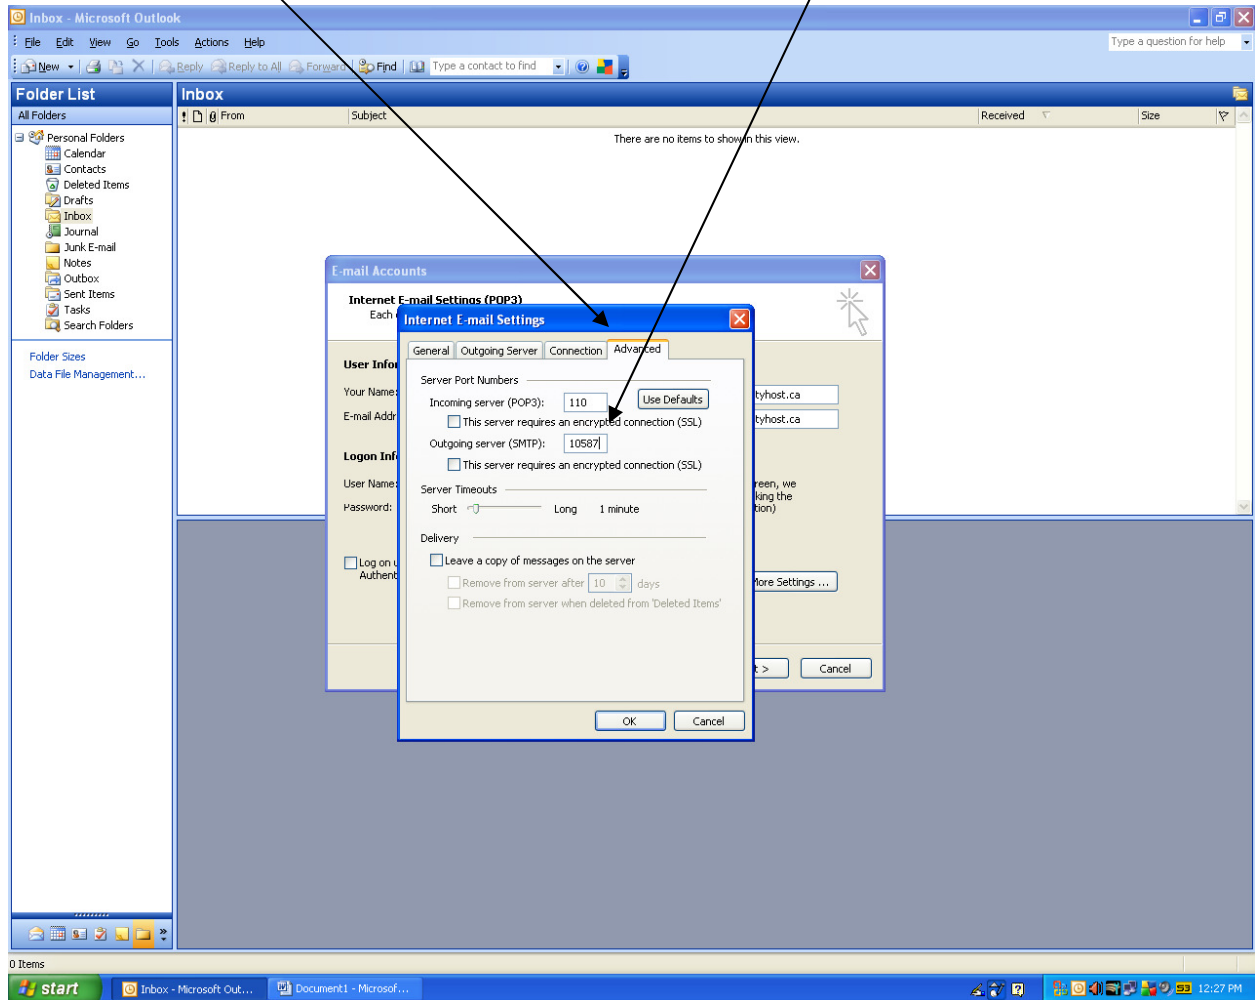 Inbox - Microsoft Outlook
File Edit View Go Tools Actions Help
Type a question for help
New Reply Reply to All Forward Find Type a contact to find
Folder List
Inbox
All Folders
From Subject Received Size
There are no items to show in this view.
Personal Folders
Calendar
Contacts
Deleted Items
Drafts
Inbox
Journal
Junk E-mail
Notes
Outbox
Sent Items
Tasks
Search Folders
Folder Sizes
Data File Management...
E-mail Accounts
Internet E-mail Settings (POP3)
Each
User Infor
Your Name:
tyhost.ca
E-mail Addr
tyhost.ca
Logon Inf
User Name:
reen, we
king the
Password:
tion)
Log on u
Authent
More Settings ...
t >
Cancel
Internet E-mail Settings
General Outgoing Server Connection Advanced
Server Port Numbers
Incoming server (POP3): 110 Use Defaults
This server requires an encrypted connection (SSL)
Outgoing server (SMTP): 10587
This server requires an encrypted connection (SSL)
Server Timeouts
Short Long 1 minute
Delivery
Leave a copy of messages on the server
Remove from server after 10 days
Remove from server when deleted from 'Deleted Items'
OK Cancel
0 Items
start
Inbox - Microsoft Out...
Document1 - Microsof...
12:27 PM